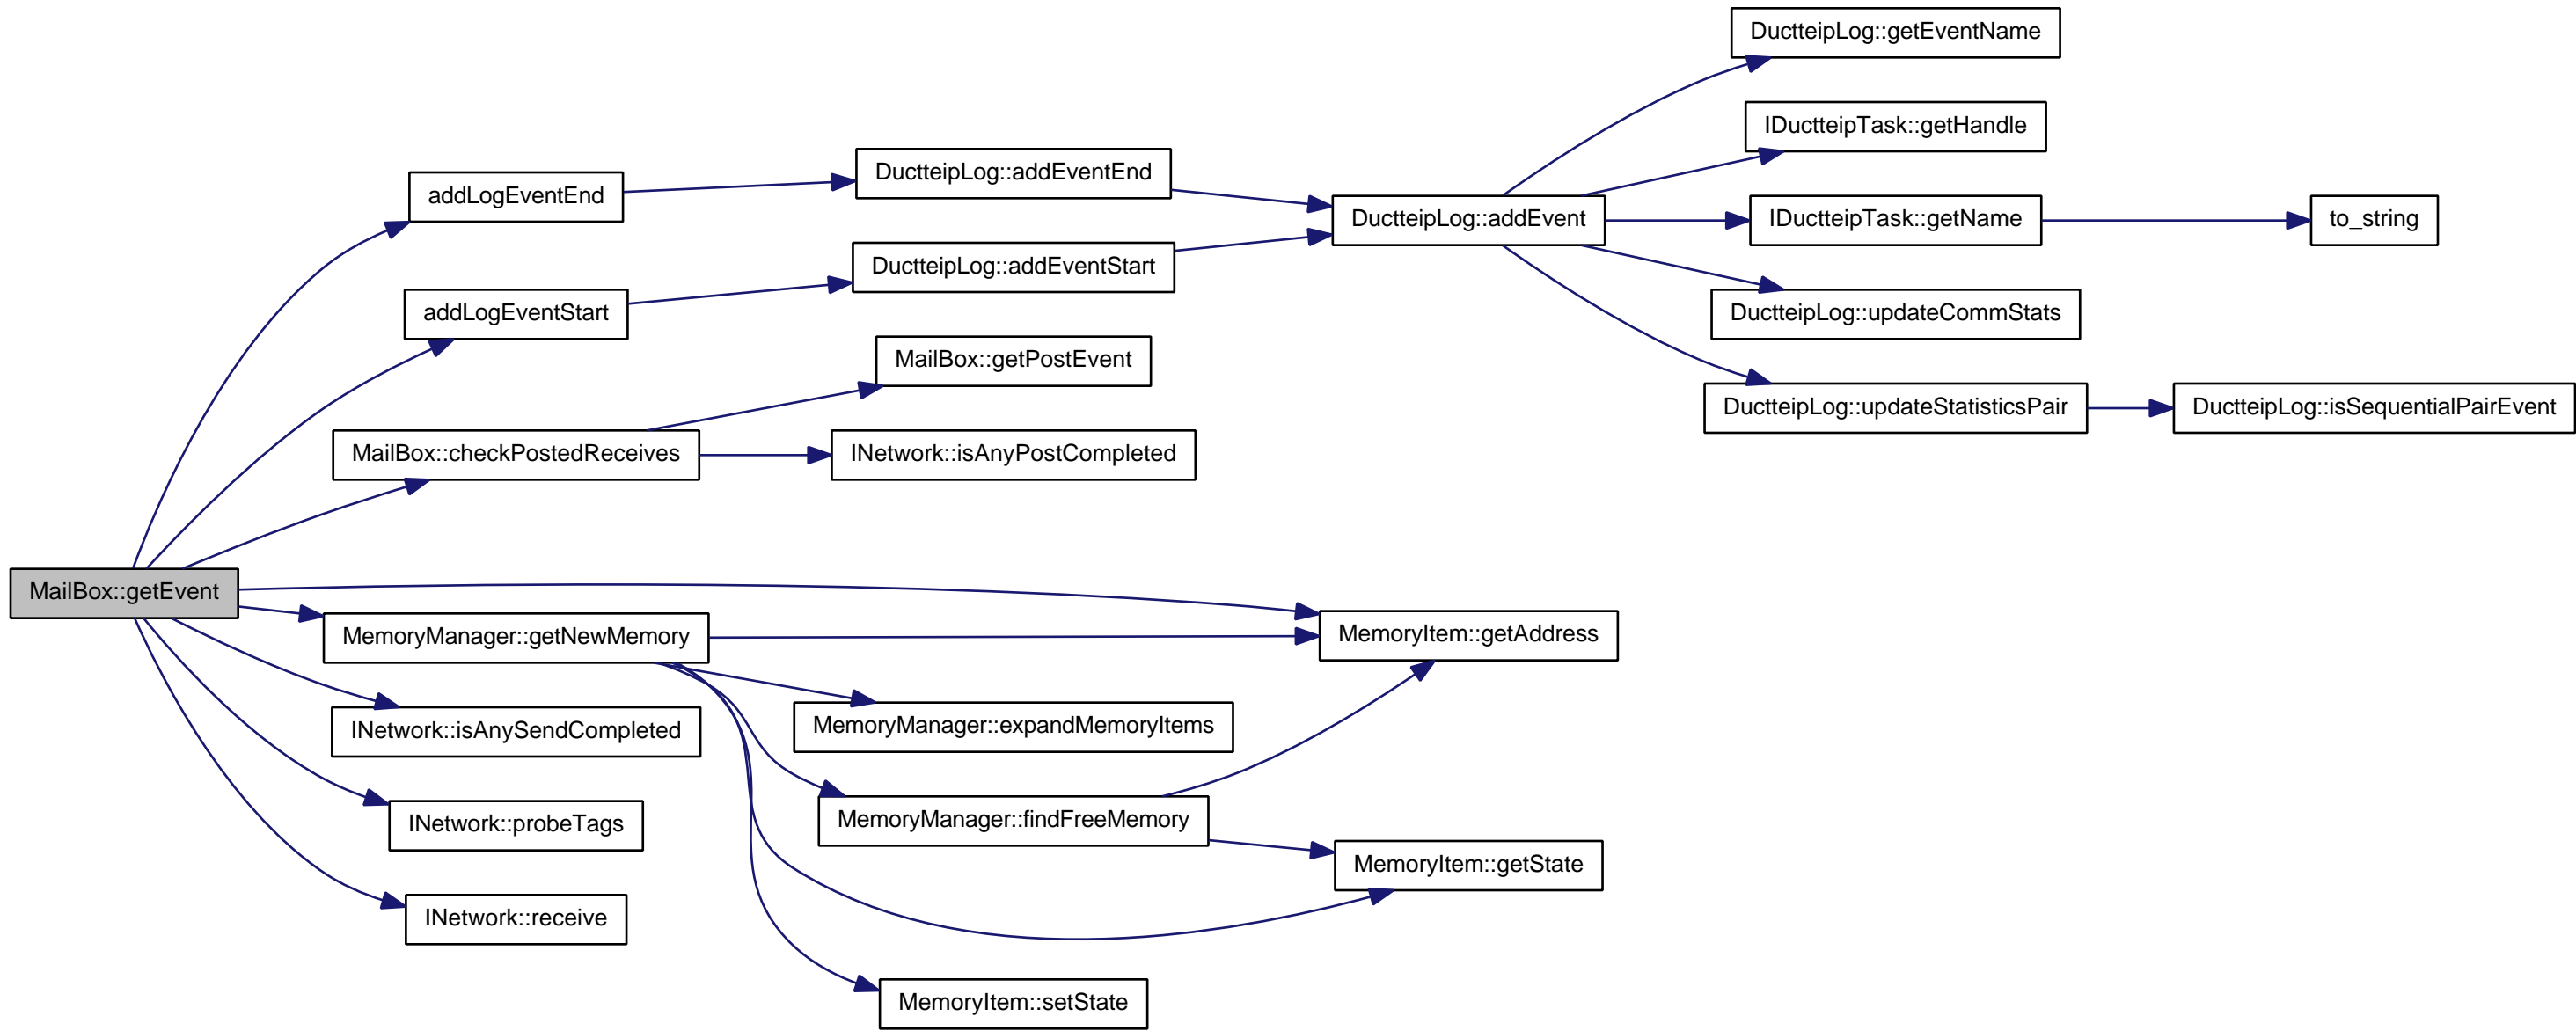 DuctteipLog::getEventName
IDuctteipTask::getHandle
DuctteipLog::addEventEnd
addLogEventEnd
DuctteipLog::addEvent
IDuctteipTask::getName
to_string
DuctteipLog::addEventStart
addLogEventStart
DuctteipLog::updateCommStats
MailBox::getPostEvent
DuctteipLog::updateStatisticsPair
DuctteipLog::isSequentialPairEvent
MailBox::checkPostedReceives
INetwork::isAnyPostCompleted
MailBox::getEvent
MemoryManager::getNewMemory
MemoryItem::getAddress
INetwork::isAnySendCompleted
MemoryManager::expandMemoryItems
INetwork::probeTags
MemoryManager::findFreeMemory
MemoryItem::getState
INetwork::receive
MemoryItem::setState